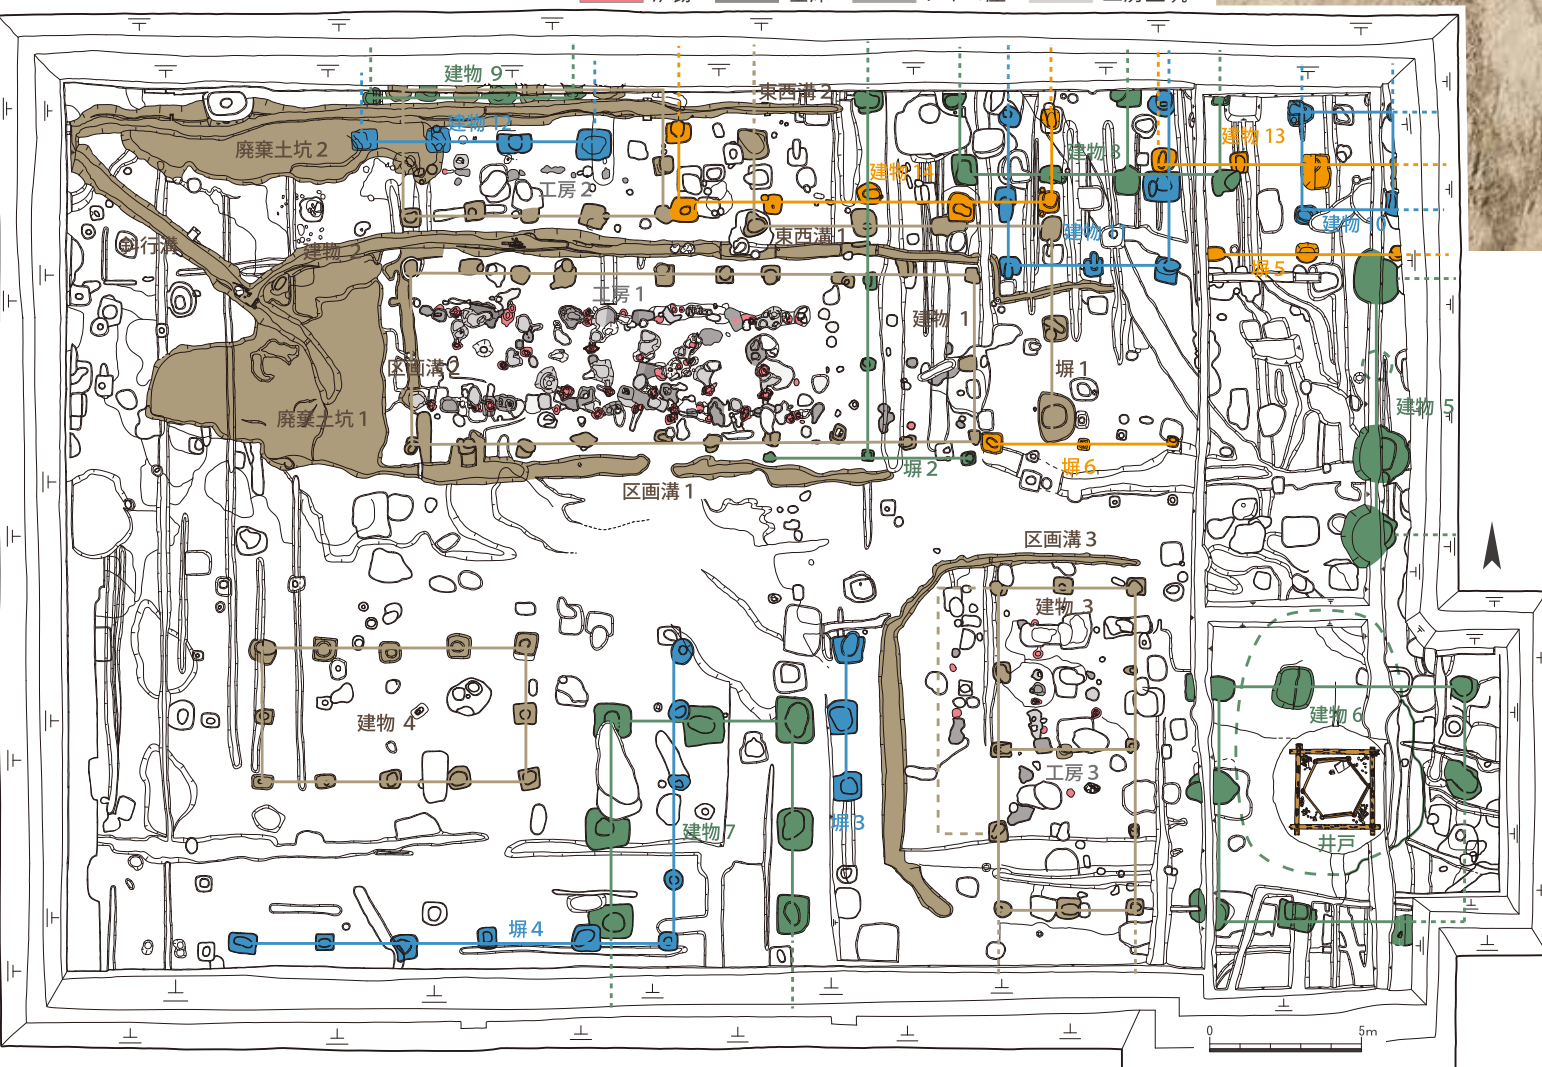 建物 9
東西溝 2
建物 12
廃棄土坑 2
工房 2
建物 14
建物 8
建物 13
建物 11
建物 10
東西溝 1
斜行溝
建物 2
塀 5
工房 1
建物 1
区画溝 2
塀 1
建物 5
廃棄土坑 1
塀 2
塀 6
区画溝 1
区画溝 3
建物 3
建物 4
建物 6
工房 3
建物 7
塀 3
井戸
塀 4
0
5m